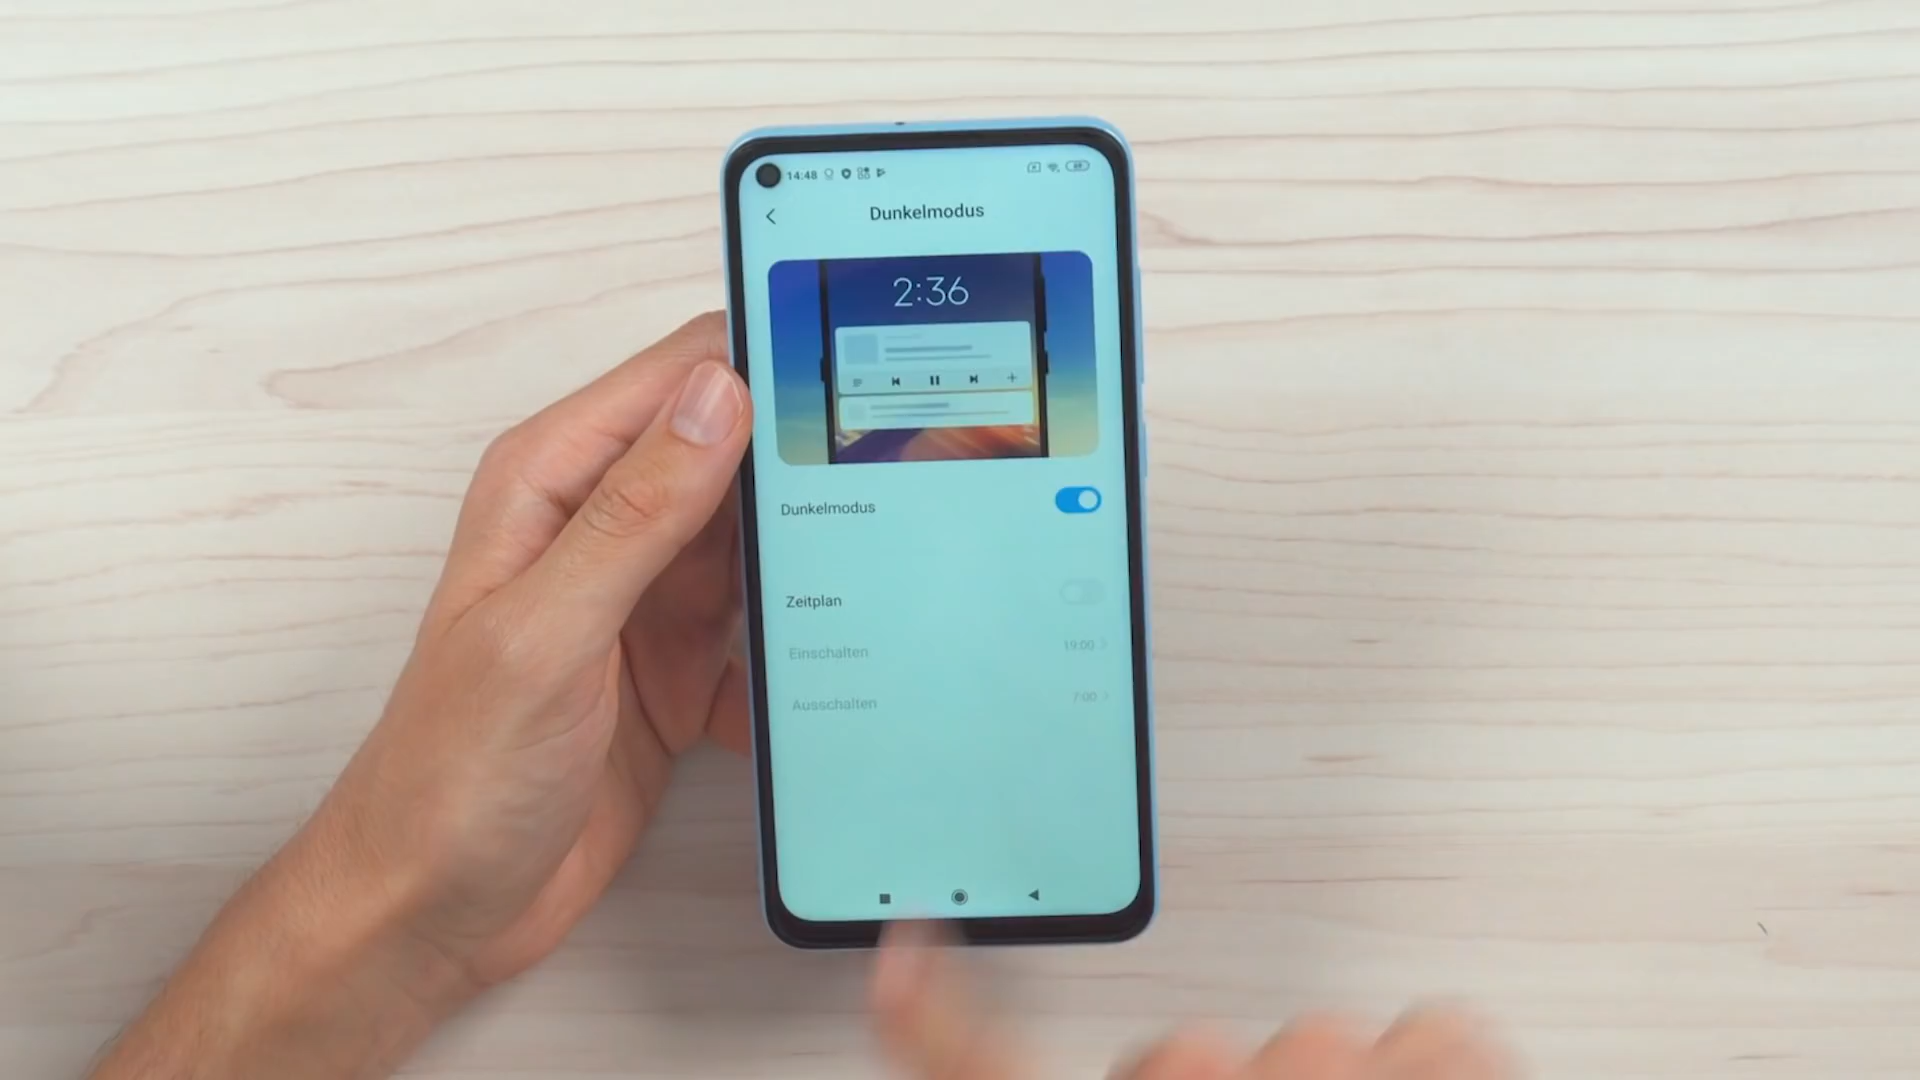 14:48
Dunkelmodus
2:36
Dunkelmodus
Zeitplan
Einschalten 19:00
Ausschalten 7:00